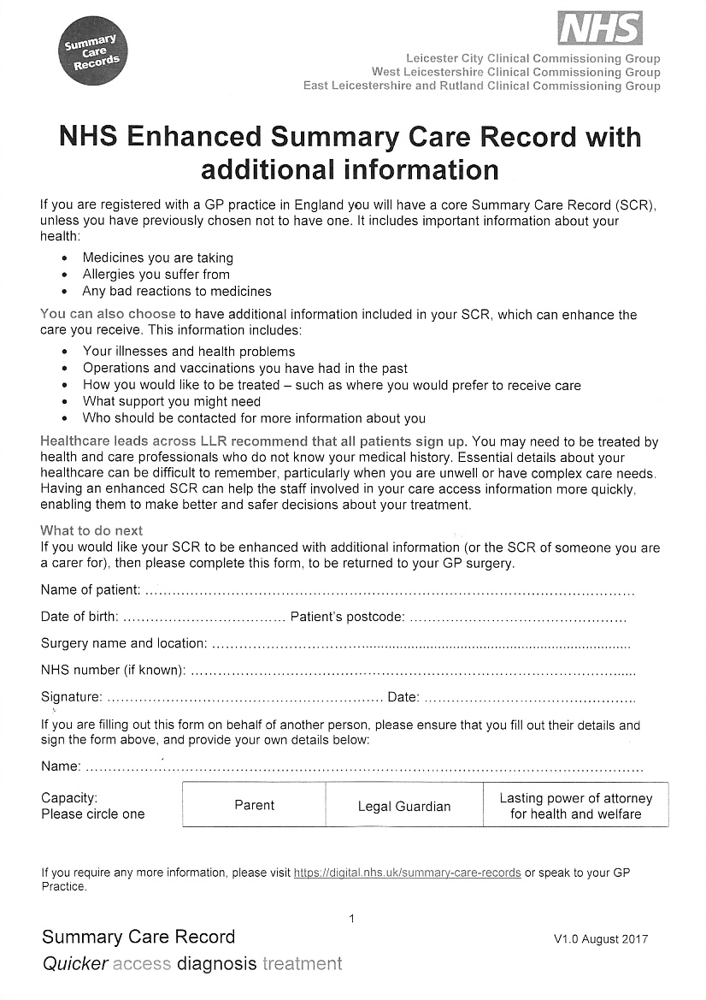 Summary
Care
Records
NHS
Leicester City Clinical Commissioning Group
West Leicestershire Clinical Commissioning Group
East Leicestershire and Rutland Clinical Commissioning Group
NHS Enhanced Summary Care Record with
additional information
If you are registered with a GP practice in England you will have a core Summary Care Record (SCR),
unless you have previously chosen not to have one. It includes important information about your
health:
• Medicines you are taking
• Allergies you suffer from
• Any bad reactions to medicines
You can also choose to have additional information included in your SCR, which can enhance the
care you receive. This information includes:
• Your illnesses and health problems
• Operations and vaccinations you have had in the past
• How you would like to be treated – such as where you would prefer to receive care
• What support you might need
• Who should be contacted for more information about you
Healthcare leads across LLR recommend that all patients sign up. You may need to be treated by
health and care professionals who do not know your medical history. Essential details about your
healthcare can be difficult to remember, particularly when you are unwell or have complex care needs.
Having an enhanced SCR can help the staff involved in your care access information more quickly,
enabling them to make better and safer decisions about your treatment.
What to do next
If you would like your SCR to be enhanced with additional information (or the SCR of someone you are
a carer for), then please complete this form, to be returned to your GP surgery.
Name of patient: ........................................................................
Date of birth: .................................... Patient's postcode: ....................................
Surgery name and location: ........................................................................
NHS number (if known): ........................................................................
Signature: .................................... Date: ....................................
If you are filling out this form on behalf of another person, please ensure that you fill out their details and
sign the form above, and provide your own details below:
Name: ........................................................................
Capacity:
Please circle one
Parent
Legal Guardian
Lasting power of attorney
for health and welfare
If you require any more information, please visit https://digital.nhs.uk/summary-care-records or speak to your GP
Practice.
1
Summary Care Record
V1.0 August 2017
Quicker access diagnosis treatment